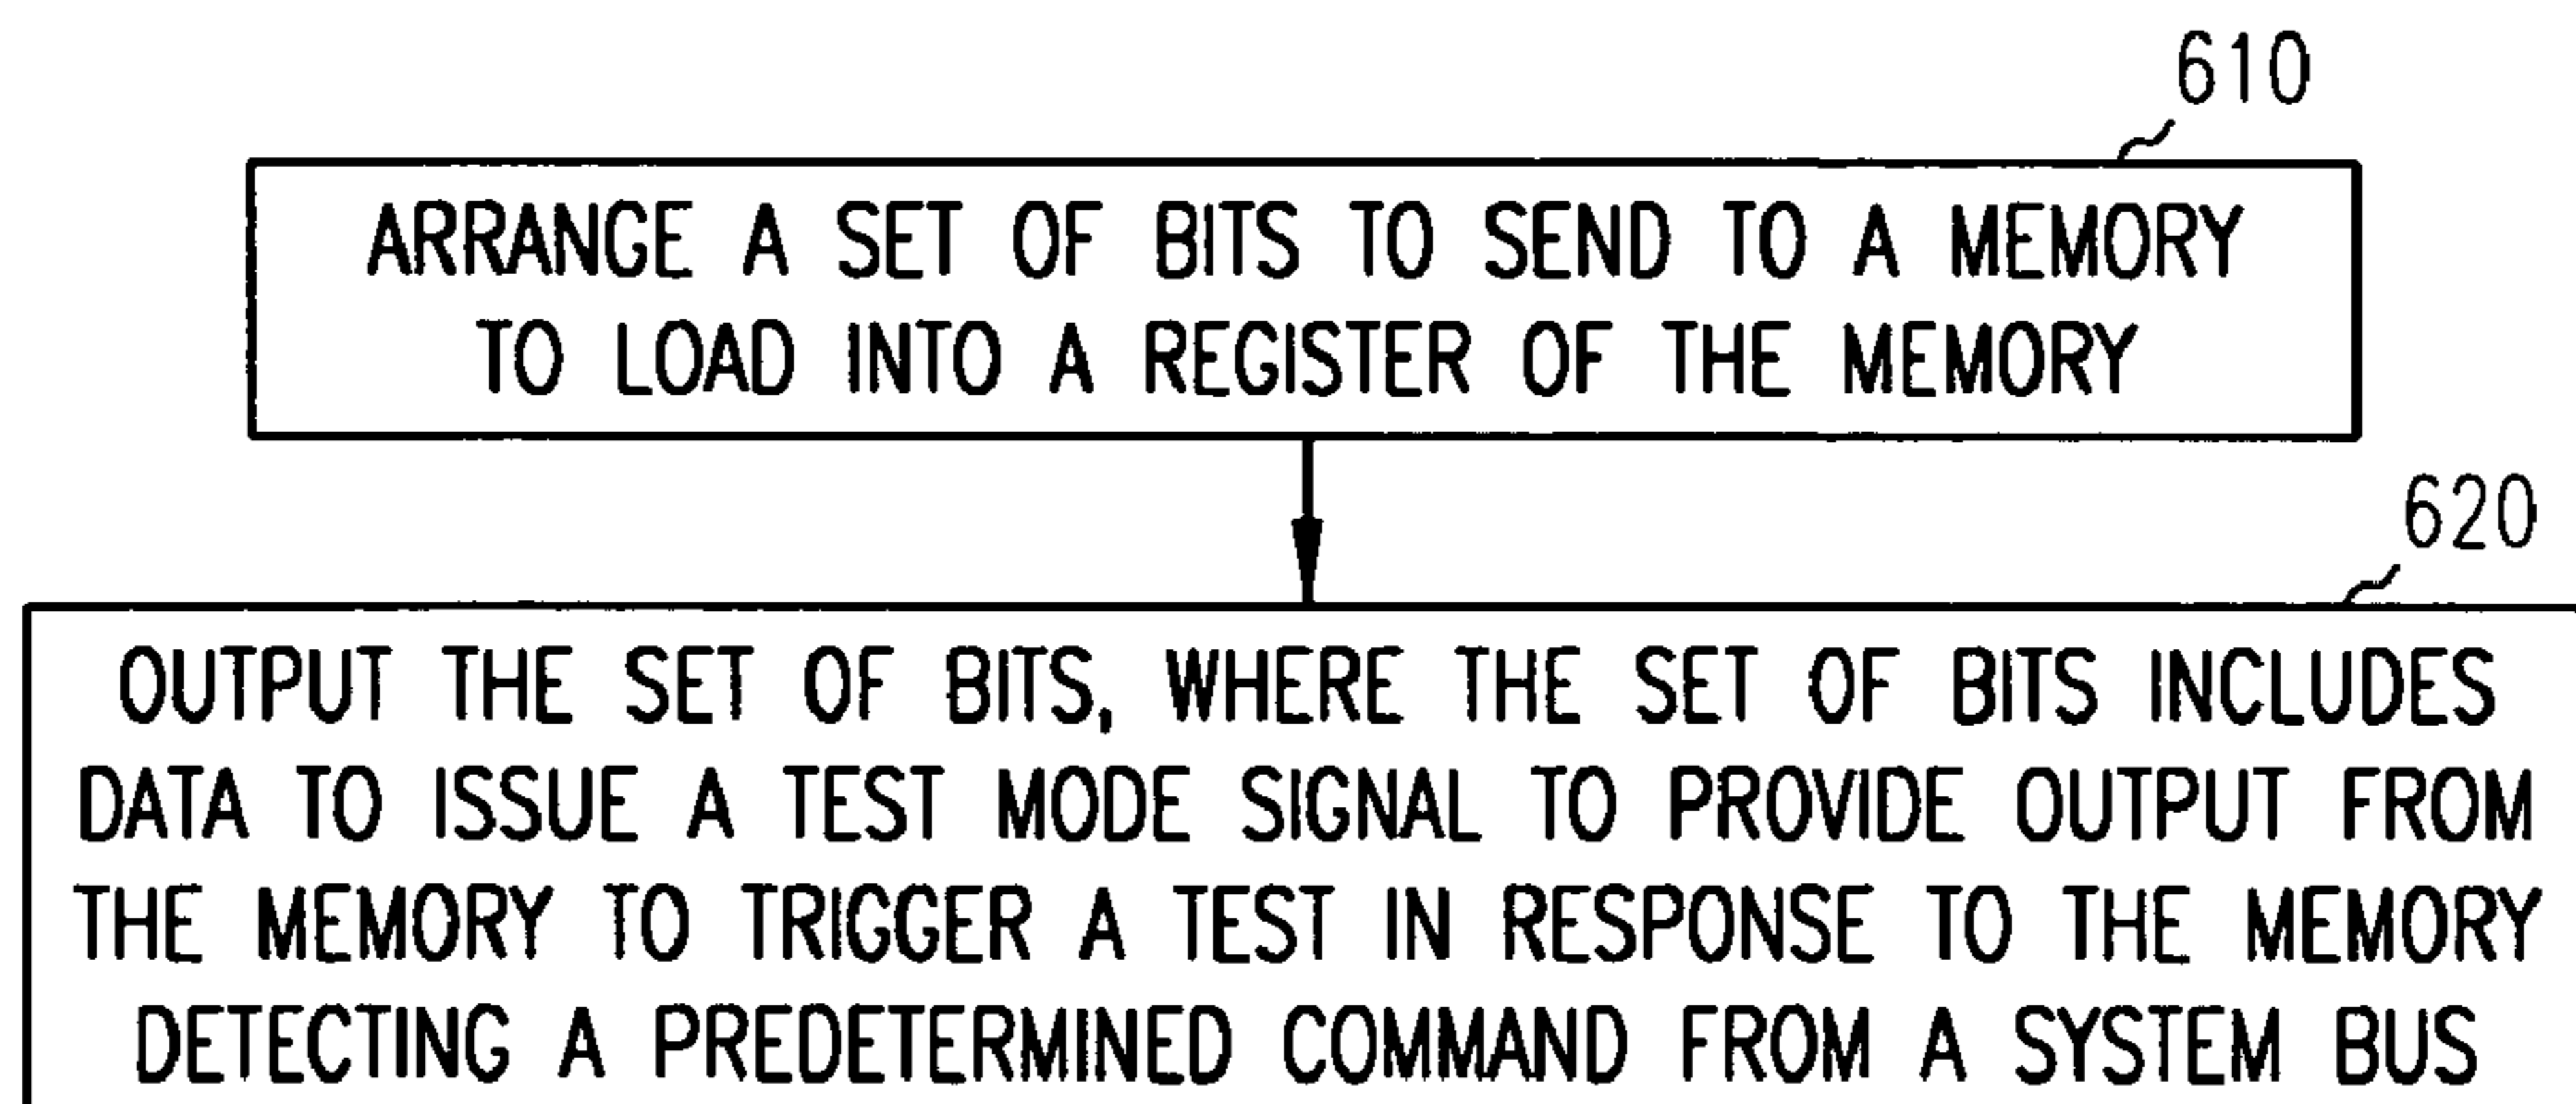 610
ARRANGE A SET OF BITS TO SEND TO A MEMORY
TO LOAD INTO A REGISTER OF THE MEMORY
620
OUTPUT THE SET OF BITS, WHERE THE SET OF BITS INCLUDES
DATA TO ISSUE A TEST MODE SIGNAL TO PROVIDE OUTPUT FROM
THE MEMORY TO TRIGGER A TEST IN RESPONSE TO THE MEMORY
DETECTING A PREDETERMINED COMMAND FROM A SYSTEM BUS